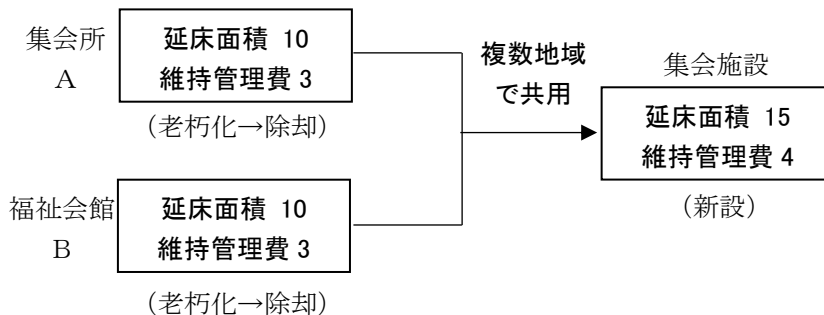 集会所
A
延床面積 10
維持管理費 3
（老朽化→除却）
福祉会館
B
延床面積 10
維持管理費 3
（老朽化→除却）
複数地域
で共用
集会施設
延床面積 15
維持管理費 4
（新設）